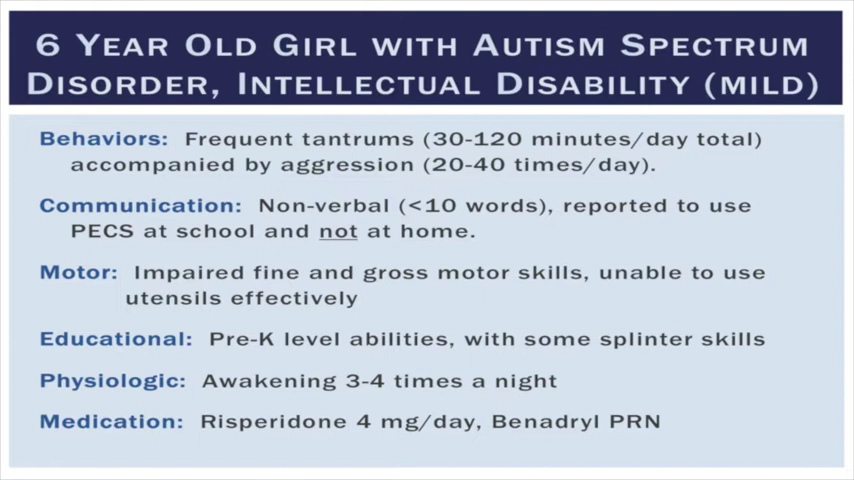 6 Year Old Girl with Autism Spectrum
Disorder, Intellectual Disability (mild)
Behaviors: Frequent tantrums (30-120 minutes/day total)
accompanied by aggression (20-40 times/day).
Communication: Non-verbal (<10 words), reported to use
PECS at school and not at home.
Motor: Impaired fine and gross motor skills, unable to use
utensils effectively
Educational: Pre-K level abilities, with some splinter skills
Physiologic: Awakening 3-4 times a night
Medication: Risperidone 4 mg/day, Benadryl PRN